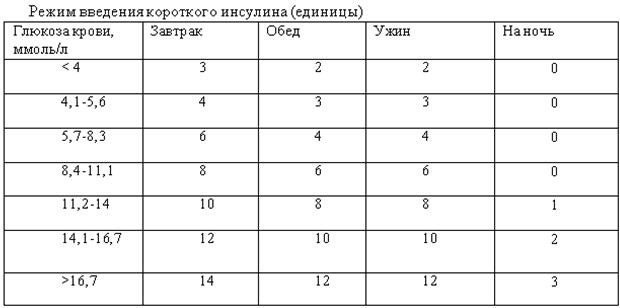 Режим введения короткого инсулина (единицы)
Глюкоза крови, ммоль/л Завтрак Обед Ужин На ночь
< 4 3 2 2 0
4,1-5,6 4 3 3 0
5,7-8,3 6 4 4 0
8,4-11,1 8 6 6 0
11,2-14 10 8 8 1
14,1-16,7 12 10 10 2
>16,7 14 12 12 3